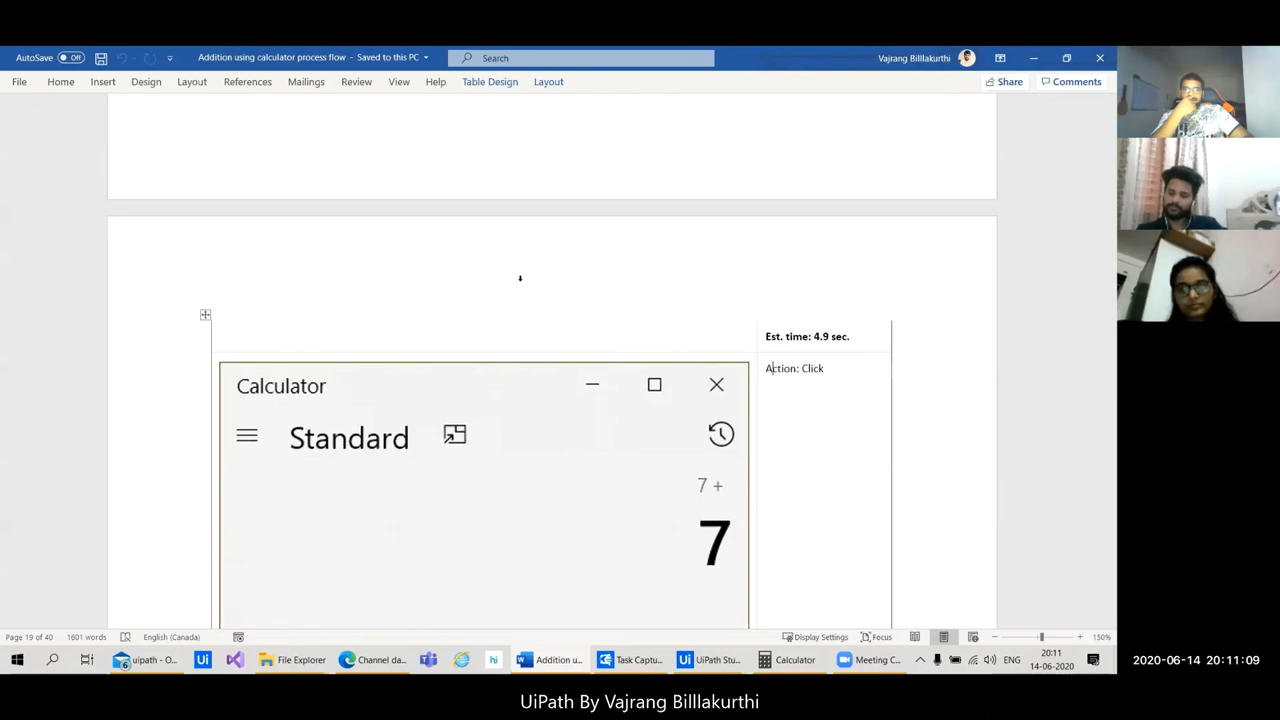 AutoSave Off Addition using calculator process flow - Saved to this PC Search Vajrang Billlakurthi
File Home Insert Design Layout References Mailings Review View Help Table Design Layout Share Comments
Est. time: 4.9 sec.
Action: Click
Calculator
Standard
7 +
7
Page 19 of 40 1601 words English (Canada) Display Settings Focus 150%
uipath - O... Ui File Explorer Channel da... hi Addition u... Task Captu... Ui UiPath Stu... Calculator Meeting C... ENG 20:11
14-06-2020
2020-06-14 20:11:09
UiPath By Vajrang Billlakurthi